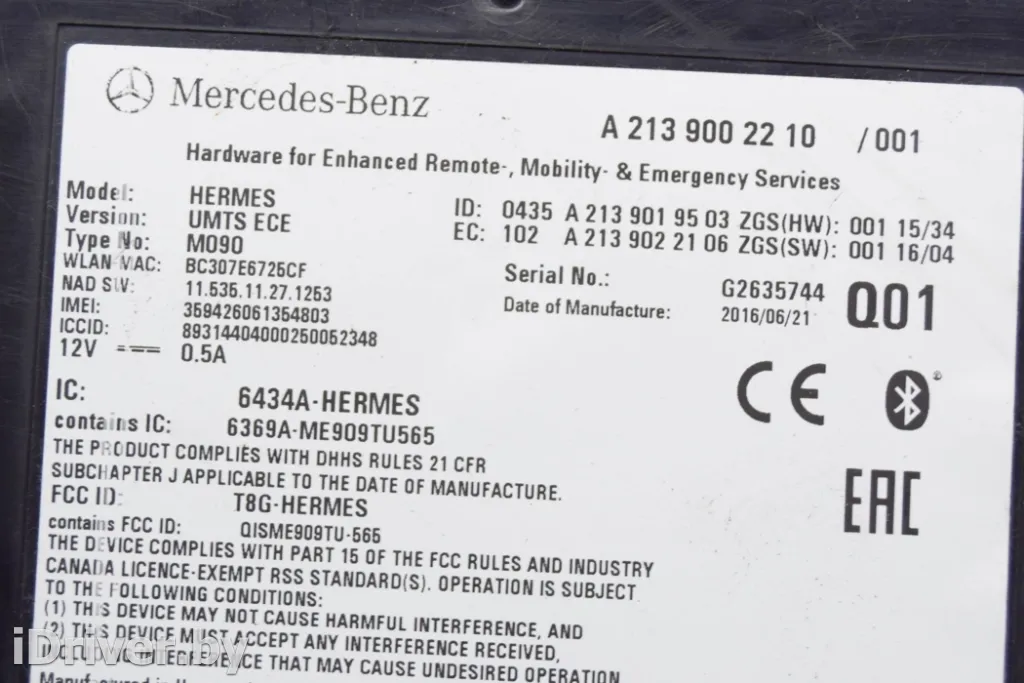 Mercedes-Benz
A 213 900 22 10 /001
Hardware for Enhanced Remote-, Mobility- & Emergency Services
Model: HERMES
Version: UMTS ECE
Type No: M090
WLAN MAC: BC307E6726CF
NAD SW: 11.535.11.27.1253
IMEI: 359426061354803
ICCID: 89314404000250052348
12V 0.5A
ID: 0435 A 213 901 95 03 ZGS(HW): 001 15/34
EC: 102 A 213 902 21 06 ZGS(SW): 001 16/04
Serial No.: G2635744
Date of Manufacture: 2016/06/21
Q01
CE
EAC
IC: 6434A-HERMES
contains IC: 6369A-ME909TU565
THE PRODUCT COMPLIES WITH DHHS RULES 21 CFR
SUBCHAPTER J APPLICABLE TO THE DATE OF MANUFACTURE.
FCC ID: T8G-HERMES
contains FCC ID: QISME909TU-565
THE DEVICE COMPLIES WITH PART 15 OF THE FCC RULES AND INDUSTRY
CANADA LICENCE-EXEMPT RSS STANDARD(S). OPERATION IS SUBJECT
TO THE FOLLOWING CONDITIONS:
(1) THIS DEVICE MAY NOT CAUSE HARMFUL INTERFERENCE, AND
(2) THIS DEVICE MUST ACCEPT ANY INTERFERENCE RECEIVED,
INCLUDING INTERFERENCE THAT MAY CAUSE UNDESIRED OPERATION.
Manufactured in
iDriver.by